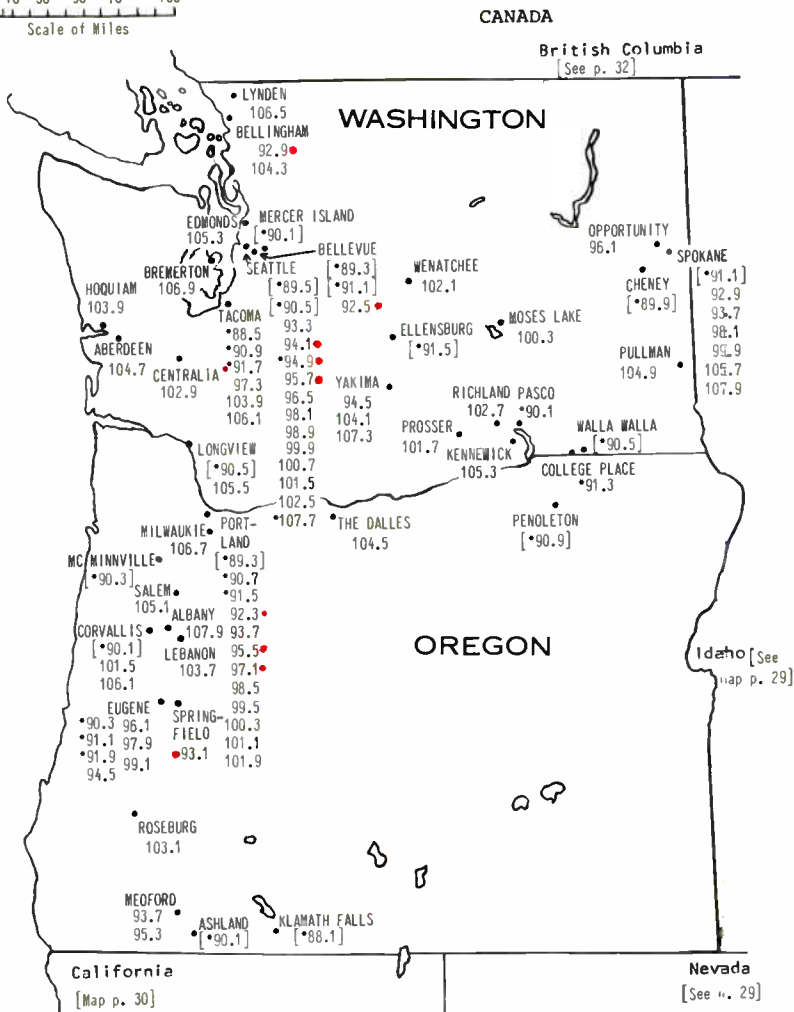 Scale of Miles
CANADA
British Columbia
[See p. 32]
WASHINGTON
LYNDEN
106.5
BELLINGHAM
92.9
104.3
EDMONDS
105.3
MERCER ISLAND
[*90.1]
BELLEVUE
[*89.3]
[*91.1]
92.5
BREMERTON
106.9
SEATTLE
[*89.5]
[*90.5]
93.3
94.1
*94.9
95.7
96.5
98.1
98.9
99.9
100.7
101.5
102.5
*107.7
HOQUIAM
103.9
ABERDEEN
104.7
CENTRALIA
102.9
TACOMA
*88.5
*90.9
*91.7
97.3
103.9
106.1
WENATCHEE
102.1
ELLENSBURG
[*91.5]
MOSES LAKE
100.3
OPPORTUNITY
96.1
SPOKANE
[*91.1]
92.9
93.7
98.1
99.9
105.7
107.9
CHENEY
[*89.9]
PULLMAN
104.9
YAKIMA
94.5
104.1
107.3
RICHLAND
102.7
PASCO
*90.1
PROSSER
101.7
KENNEWICK
105.3
WALLA WALLA
[*90.5]
COLLEGE PLACE
*91.3
LONGVIEW
[*90.5]
105.5
PENDLETON
[*90.9]
THE DALLES
104.5
MILWAUKIE
106.7
PORT-
LAND
[*89.3]
*90.7
*91.5
92.3
93.7
95.5
97.1
98.5
99.5
100.3
101.1
101.9
MC MINNVILLE
[*90.3]
SALEM
105.1
ALBANY
107.9
CORVALLIS
[*90.1]
101.5
106.1
LEBANON
103.7
OREGON
Idaho [See
map p. 29]
EUGENE
*90.3 96.1
*91.1 97.9
*91.9 99.1
94.5
SPRING-
FIELD
93.1
ROSEBURG
103.1
MEDFORD
93.7
95.3
ASHLAND
[*90.1]
KLAMATH FALLS
[*88.1]
California
[Map p. 30]
Nevada
[See p. 29]